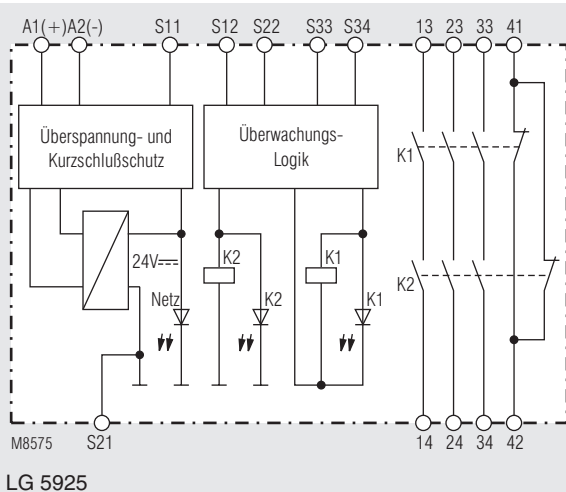 A1(+) A2(-) S11 S12 S22 S33 S34 13 23 33 41
Überspannung- und
Kurzschlußschutz
Überwachungs-
Logik
K1
24V
K2
K1
K2
Netz
K2
K1
M8575
S21
14 24 34 42
LG 5925